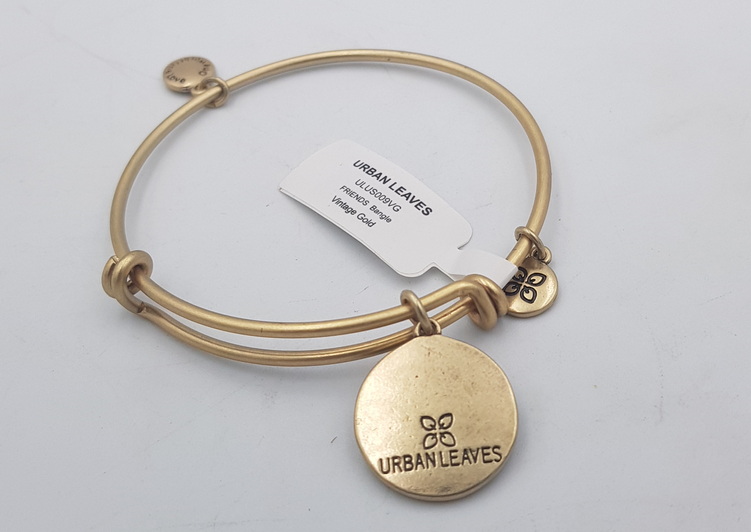 URBAN LEAVES
ULUS009VG
FRIENDS Bangle
Vintage Gold
URBAN LEAVES